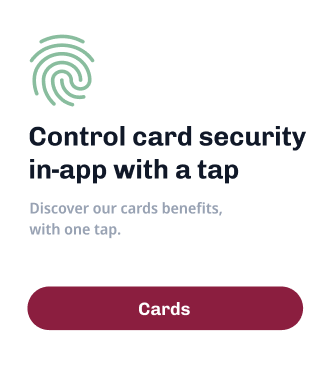 Control card security
in-app with a tap
Discover our cards benefits,
with one tap.
Cards